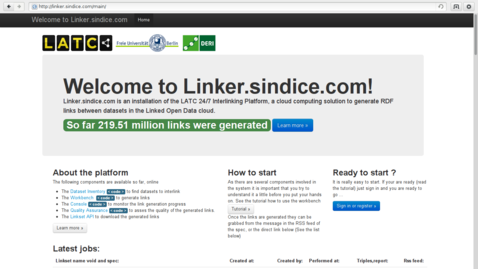 http://linker.sindice.com/main/
Welcome to Linker.sindice.com Home
LATC Freie Universität Berlin DERI
Welcome to Linker.sindice.com!
Linker.sindice.com is an installation of the LATC 24/7 Interlinking Platform, a cloud computing solution to generate RDF
links between datasets in the Linked Open Data cloud.
So far 219.51 million links were generated Learn more »
About the platform
The following components are available so far, online
The Dataset Inventory < code > to find datasets to interlink
The Workbench < code > to generate links
The Console < code > to monitor the link generation progress
The Quality Assurance < code > to asses the quality of the generated links.
The Linkset API to download the generated links
Learn more »
How to start
As there are several components involved in
the system it is important that you try to
understand it a little before you put your hands
on on. See the tutorial how to use the workbench
Tutorial »
Once the links are generated they can be
grabbed from the message in the RSS feed of
the spec, or the direct link below (See the list
below)
Ready to start ?
It is really easy to start. If your are ready (read
the tutorial) just sign in and you are ready to
go ...
Sign in or register »
Latest jobs:
Linkset name void and spec: Created at: Created by: Performed at: Triples,report: Rss feed: